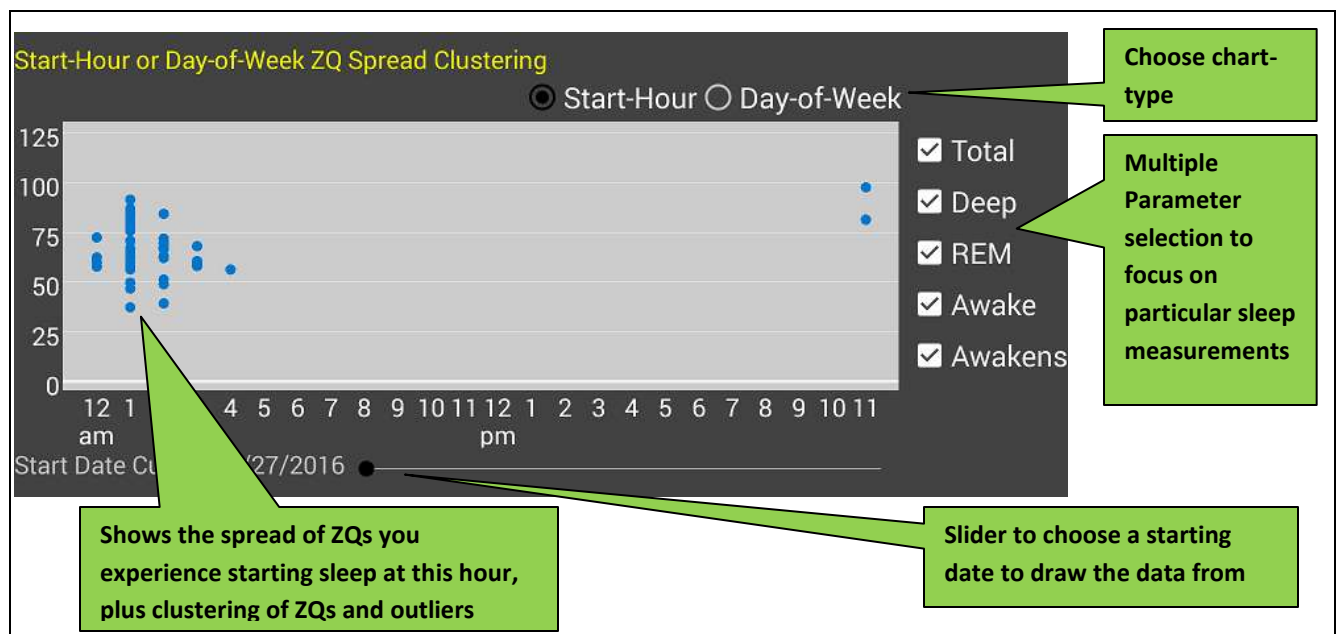 Start-Hour or Day-of-Week ZQ Spread Clustering
Start-Hour Day-of-Week
Choose chart-
type
125
100
75
50
25
0
Total
Deep
REM
Awake
Awakens
Multiple
Parameter
selection to
focus on
particular sleep
measurements
12 1 4 5 6 7 8 9 10 11 12 1 2 3 4 5 6 7 8 9 10 11
am pm
Start Date /27/2016
Shows the spread of ZQs you
experience starting sleep at this hour,
plus clustering of ZQs and outliers
Slider to choose a starting
date to draw the data from